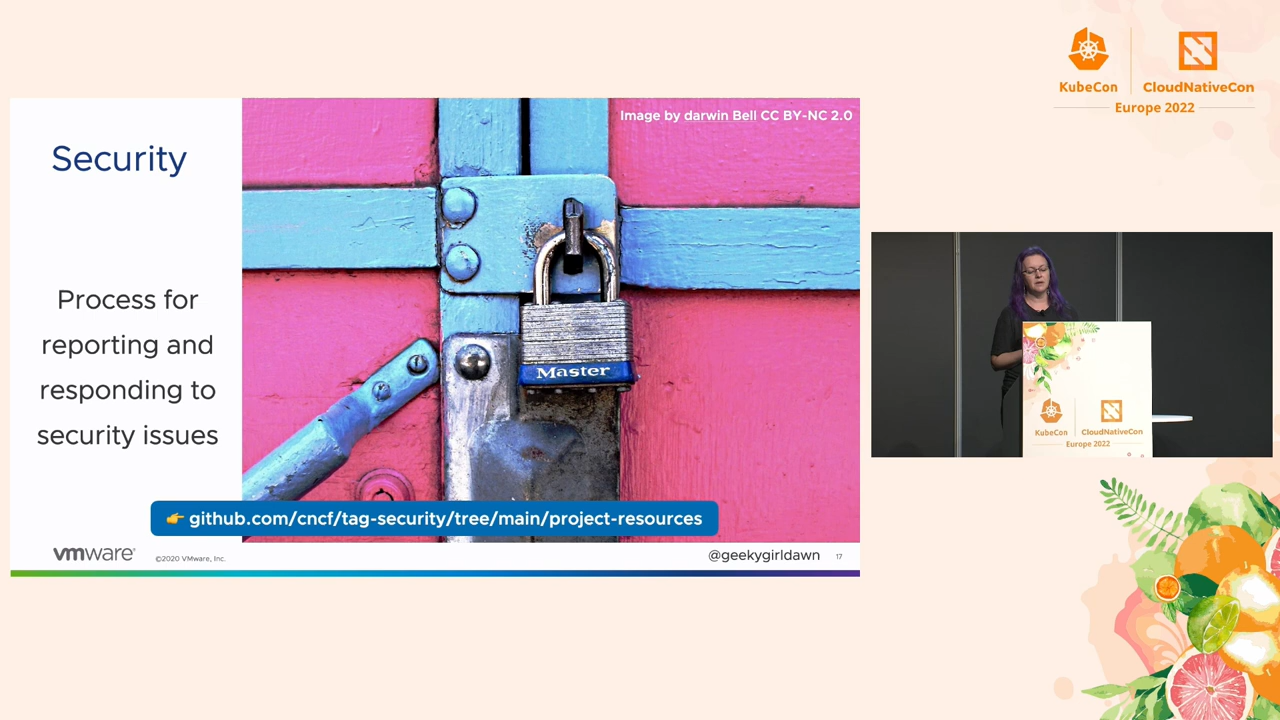 KubeCon
CloudNativeCon
Europe 2022
Image by darwin Bell CC BY-NC 2.0
Security
Process for
reporting and
responding to
security issues
Master
👉 github.com/cncf/tag-security/tree/main/project-resources
vmware®
©2020 VMware, Inc.
@geekygirldawn
17
KubeCon
CloudNativeCon
Europe 2022